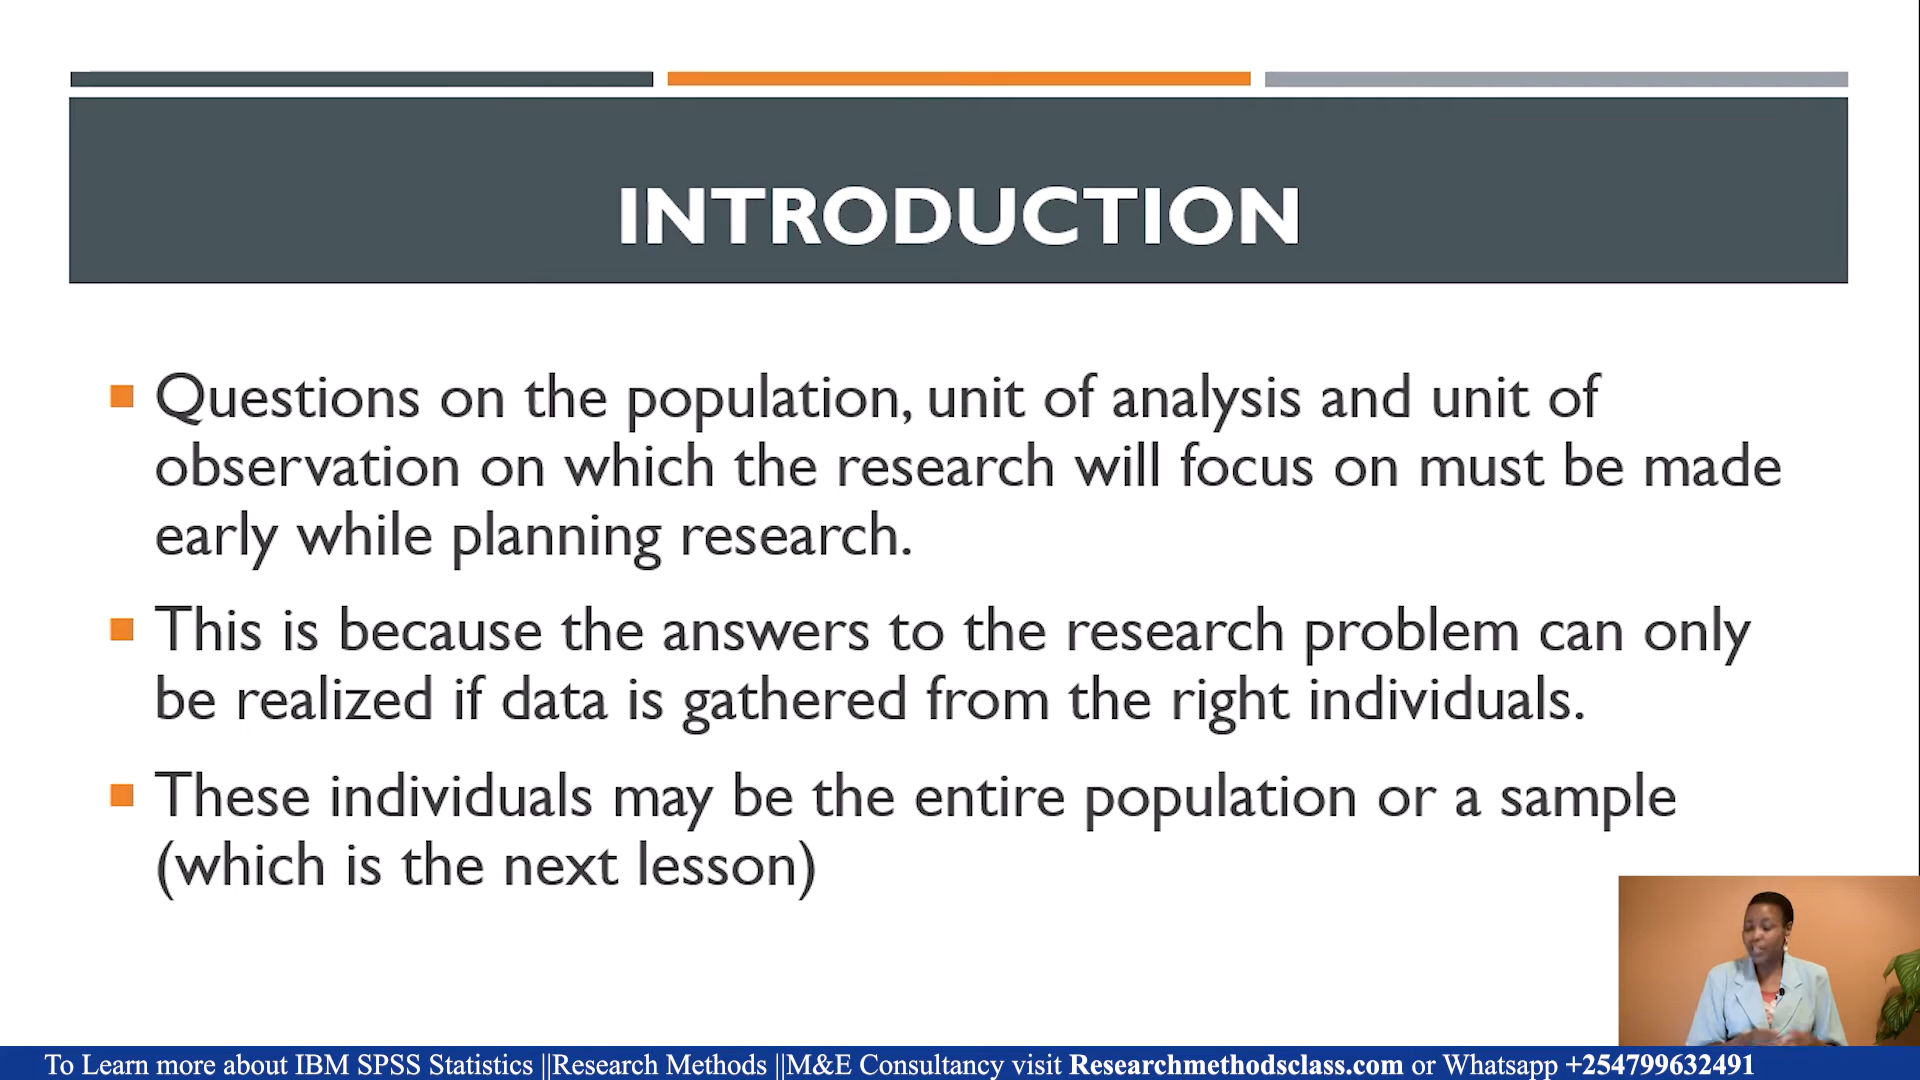 INTRODUCTION
Questions on the population, unit of analysis and unit of
observation on which the research will focus on must be made
early while planning research.
This is because the answers to the research problem can only
be realized if data is gathered from the right individuals.
These individuals may be the entire population or a sample
(which is the next lesson)
To Learn more about IBM SPSS Statistics ||Research Methods ||M&E Consultancy visit Researchmethodsclass.com or Whatsapp +254799632491